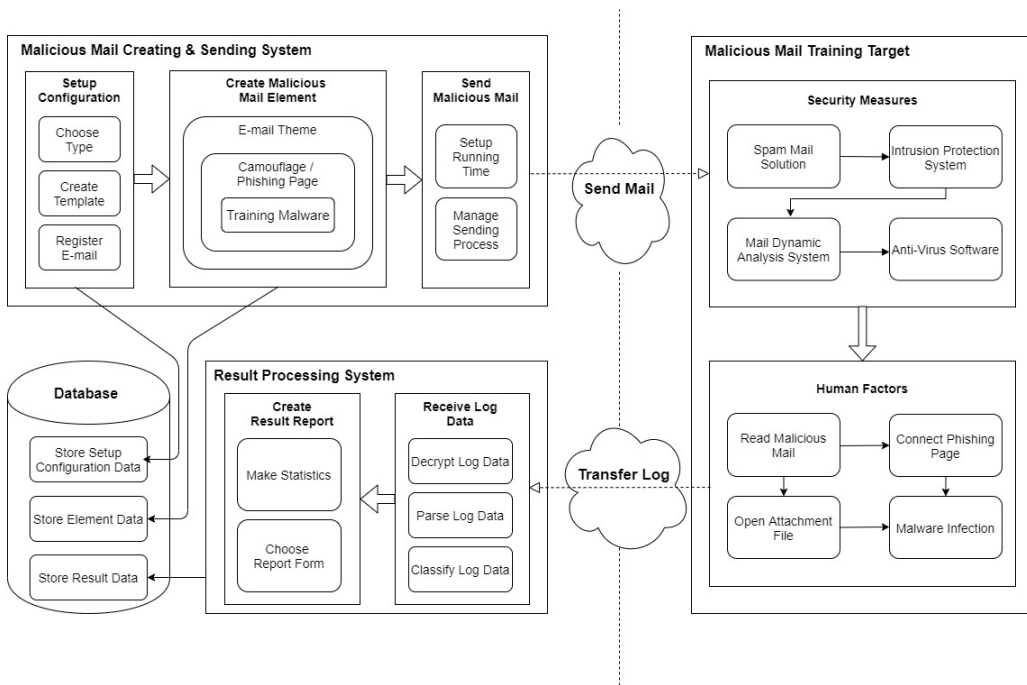 Malicious Mail Creating & Sending System
Setup
Configuration
Choose
Type
Create
Template
Register
E-mail
Create Malicious
Mail Element
E-mail Theme
Camouflage /
Phishing Page
Training Malware
Send
Malicious Mail
Setup
Running
Time
Manage
Sending
Process
Send Mail
Malicious Mail Training Target
Security Measures
Spam Mail
Solution
Intrusion Protection
System
Mail Dynamic
Analysis System
Anti-Virus Software
Human Factors
Read Malicious
Mail
Connect Phishing
Page
Open Attachment
File
Malware Infection
Transfer Log
Result Processing System
Receive Log
Data
Decrypt Log Data
Parse Log Data
Classify Log Data
Create
Result Report
Make Statistics
Choose
Report Form
Database
Store Setup
Configuration Data
Store Element Data
Store Result Data